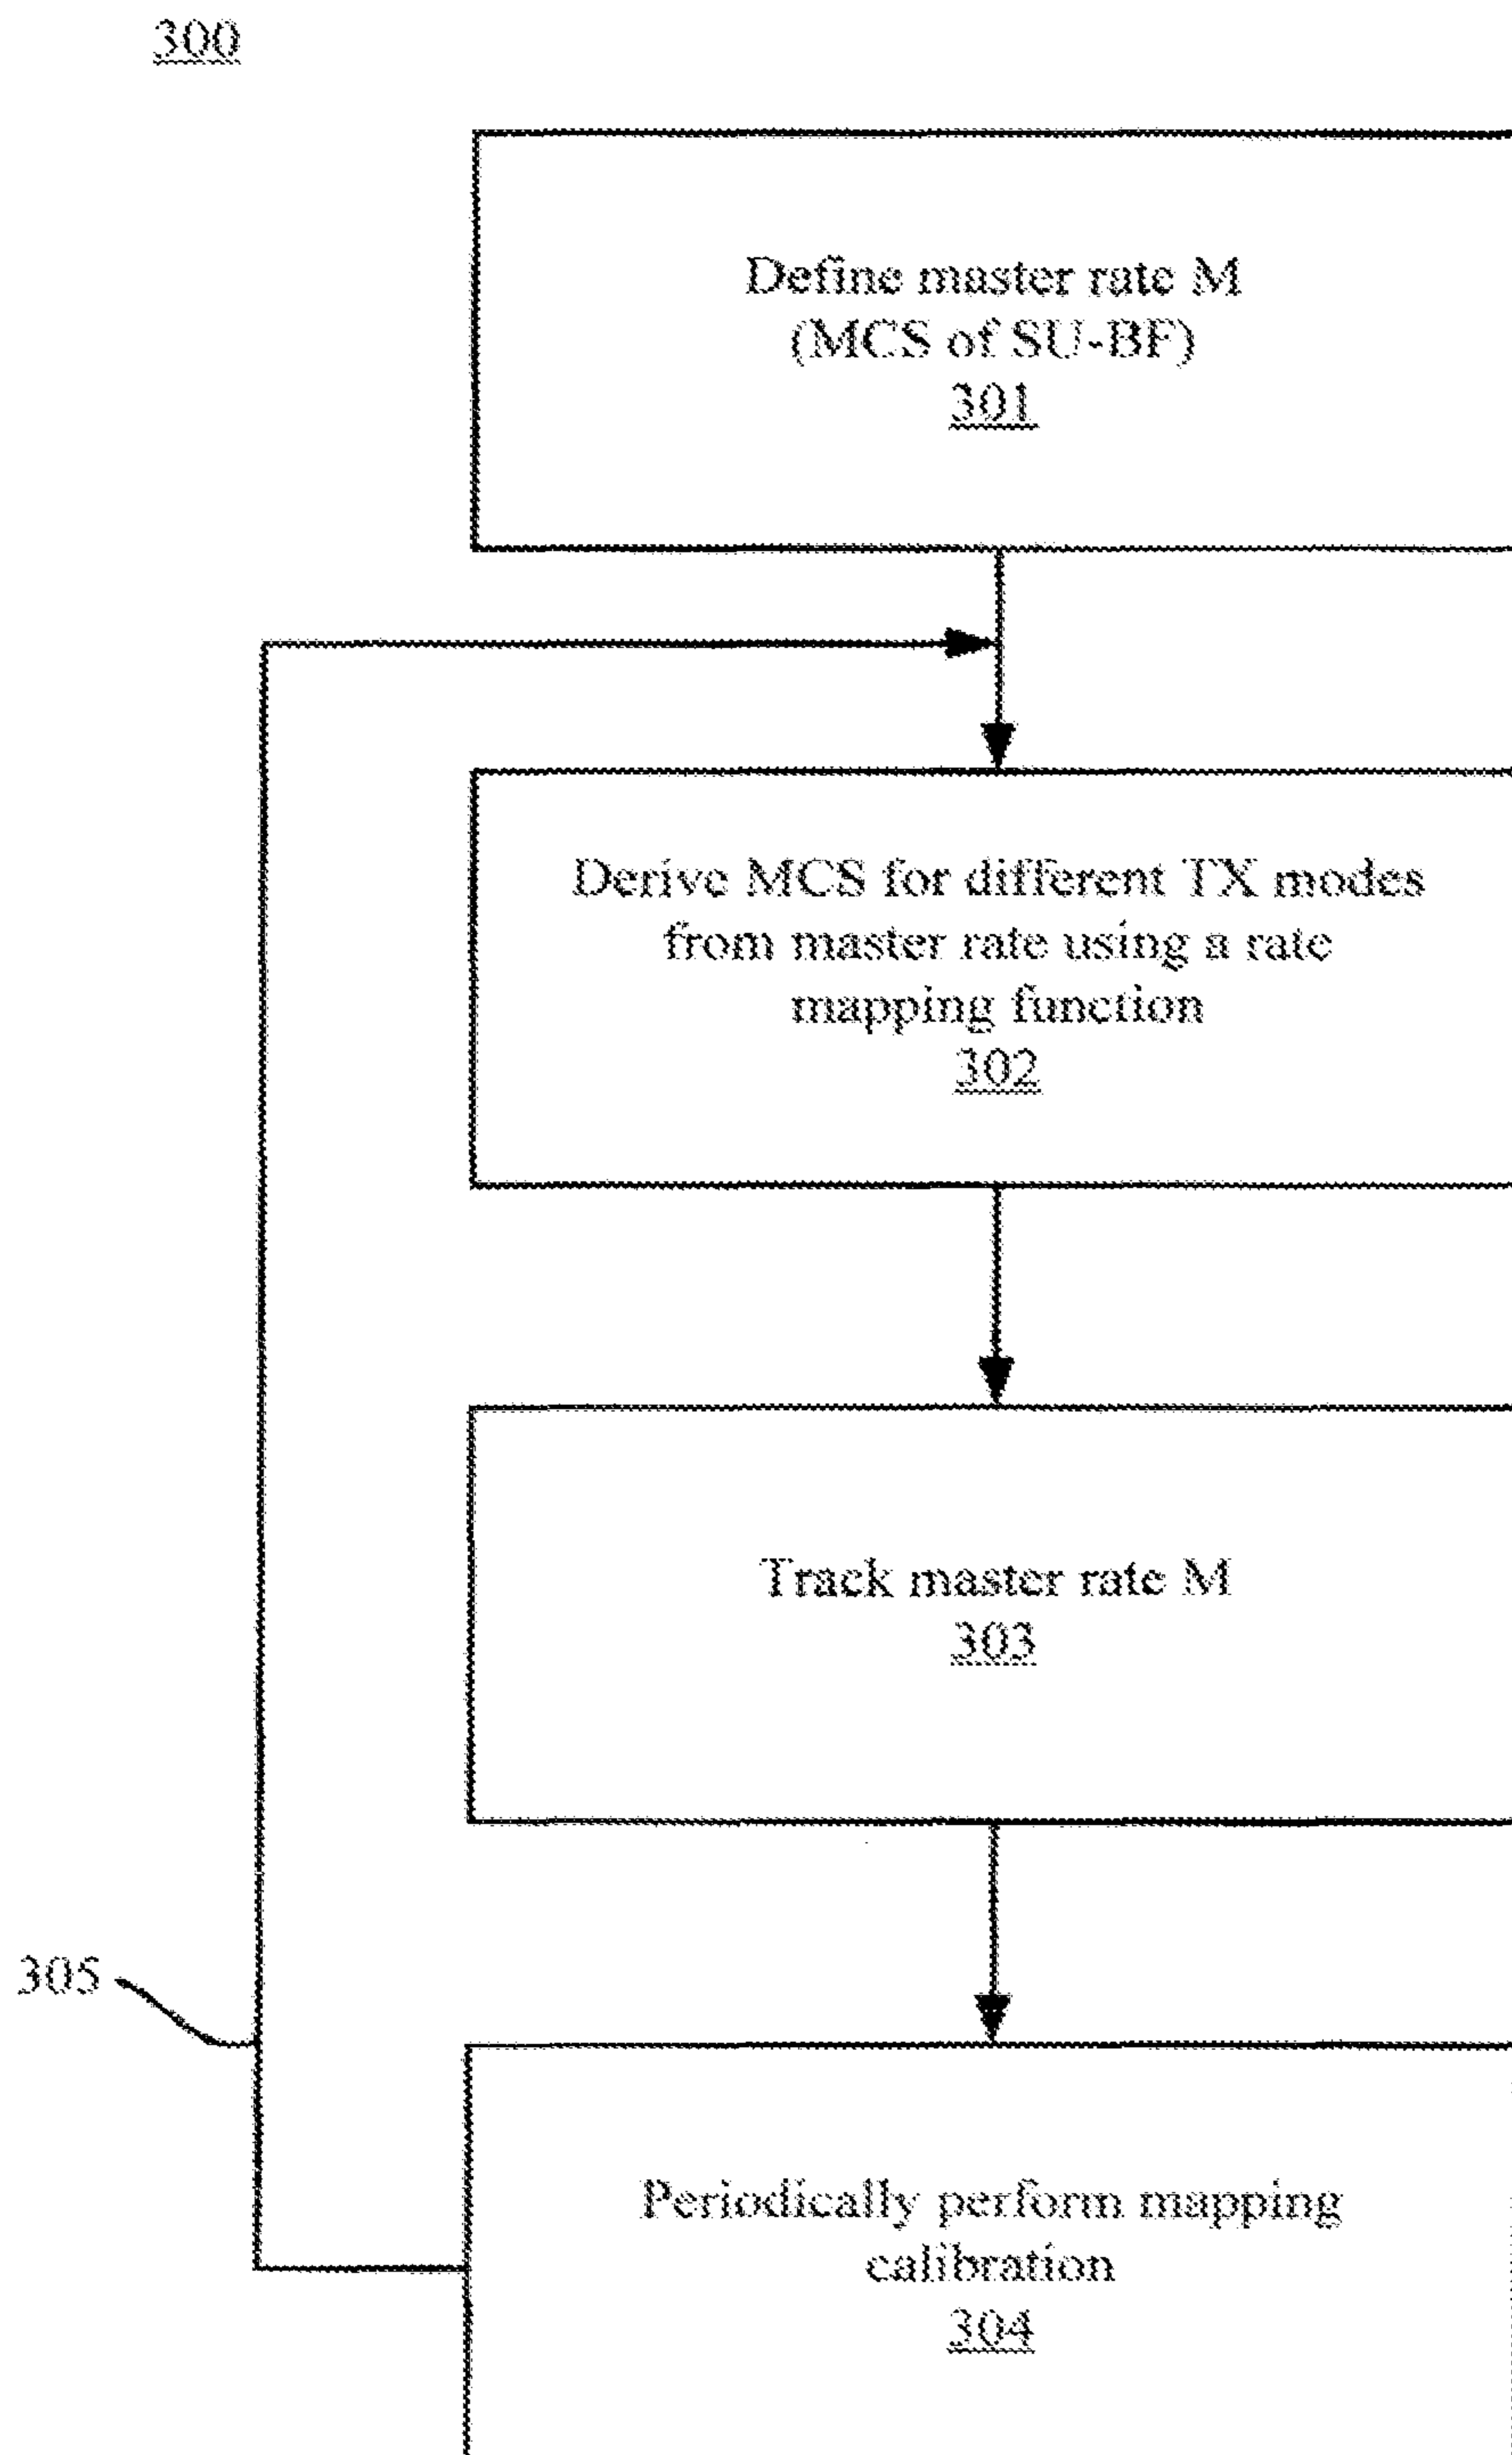 300
Define master rate M
(MCS of SU-BF)
301
Derive MCS for different TX modes
from master rate using a rate
mapping function
302
Track master rate M
303
305
Periodically perform mapping
calibration
304